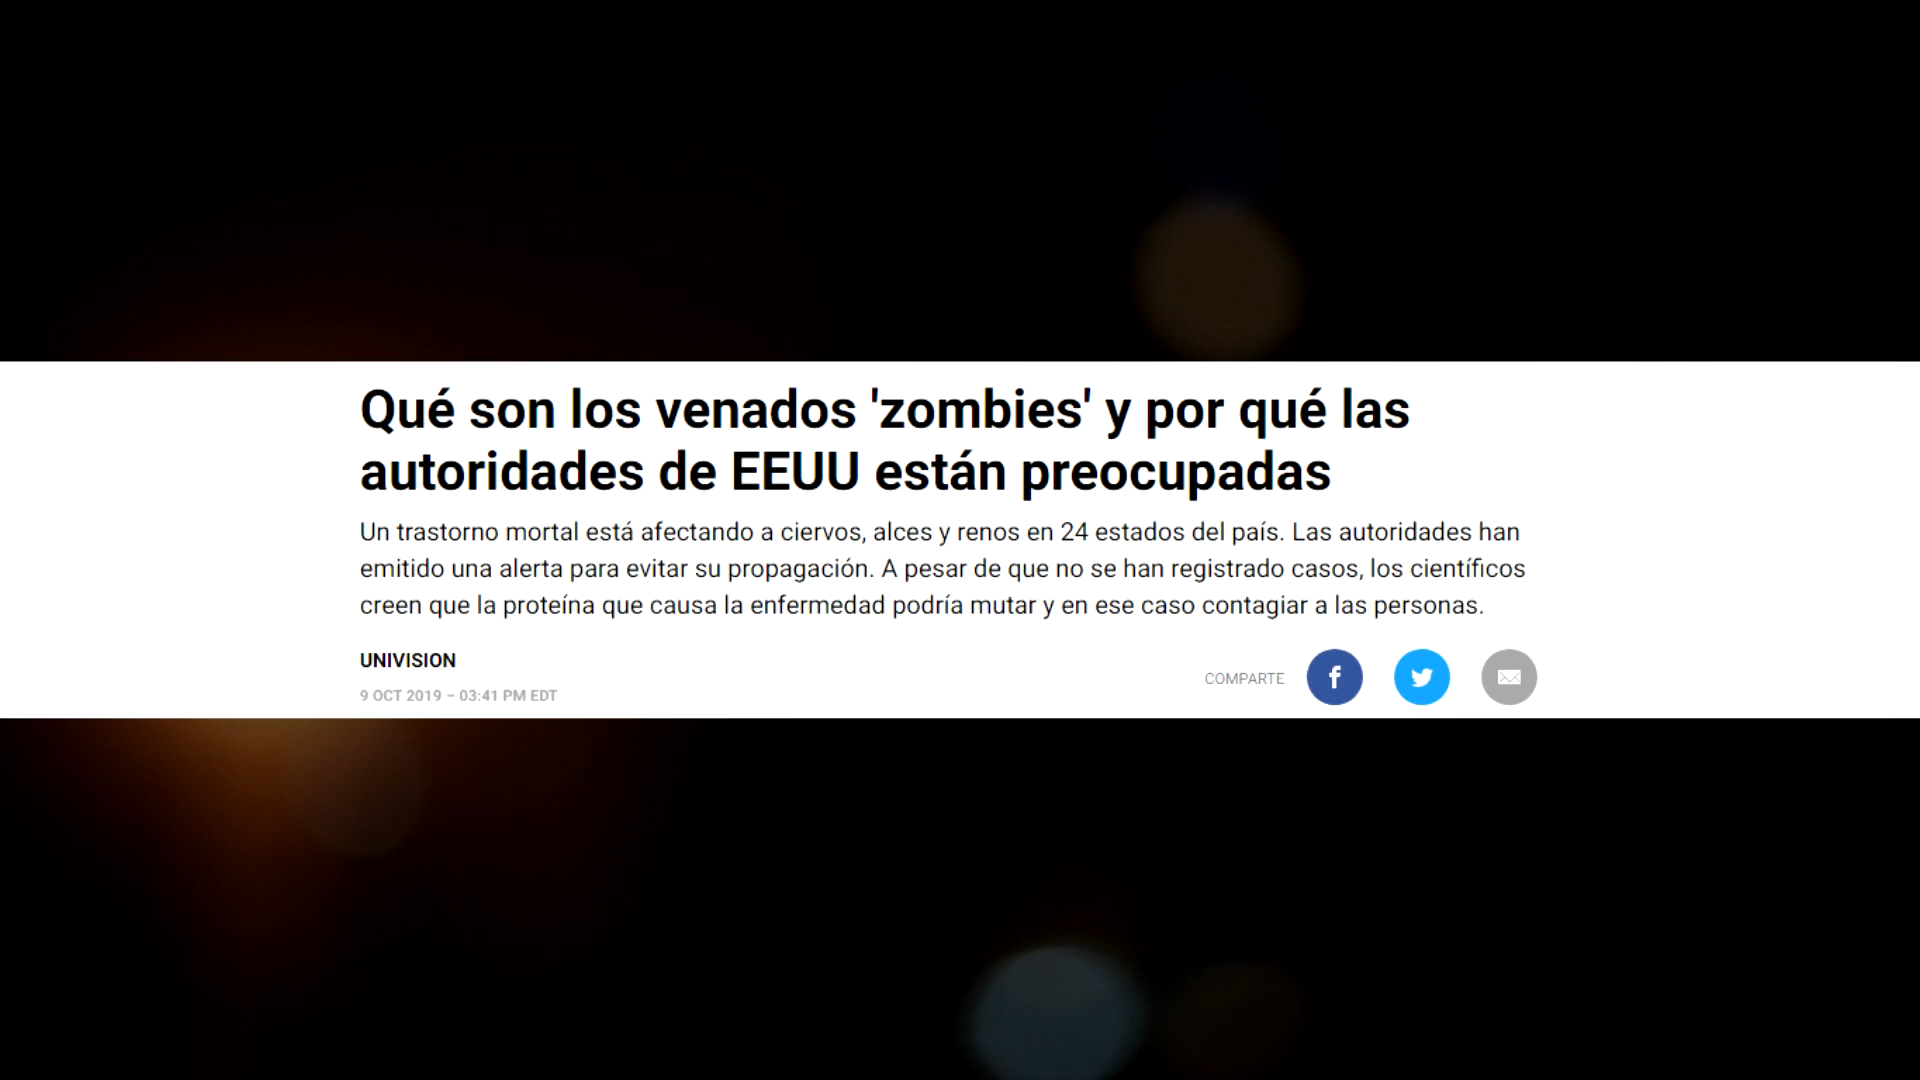 Qué son los venados 'zombies' y por qué las
autoridades de EEUU están preocupadas
Un trastorno mortal está afectando a ciervos, alces y renos en 24 estados del país. Las autoridades han
emitido una alerta para evitar su propagación. A pesar de que no se han registrado casos, los científicos
creen que la proteína que causa la enfermedad podría mutar y en ese caso contagiar a las personas.
UNIVISION
COMPARTE
9 OCT 2019 – 03:41 PM EDT